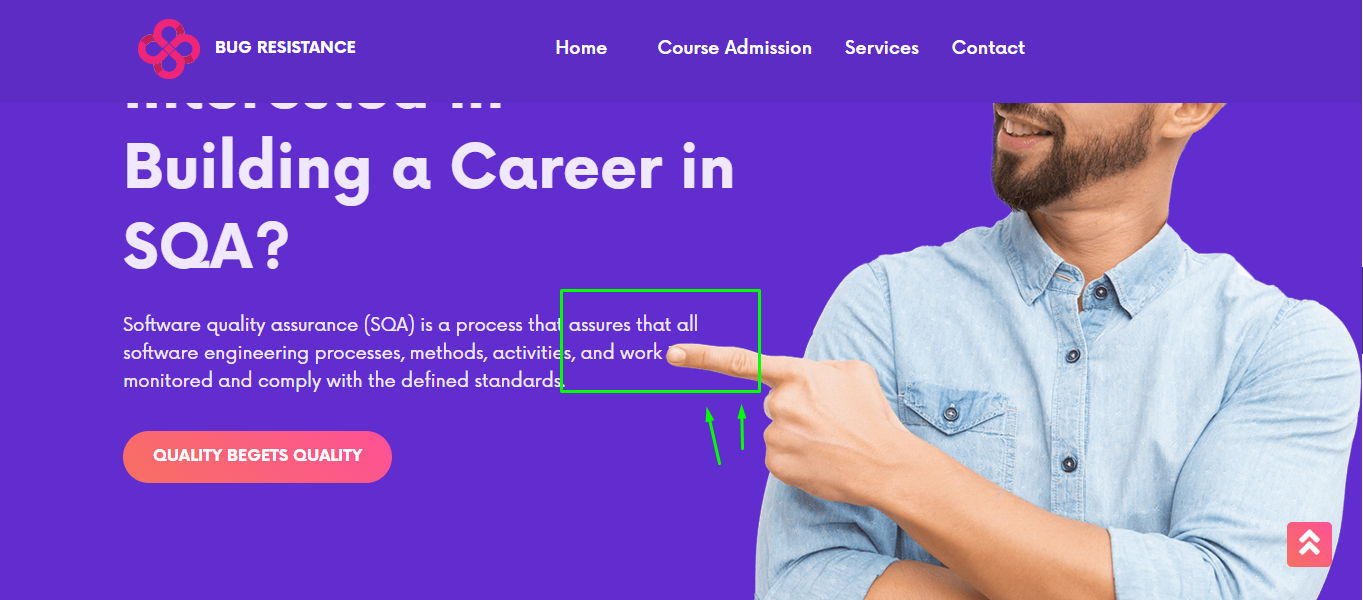 BUG RESISTANCE
Home
Course Admission
Services
Contact
Interested in
Building a Career in
SQA?
Software quality assurance (SQA) is a process that assures that all
software engineering processes, methods, activities, and work
monitored and comply with the defined standards.
QUALITY BEGETS QUALITY